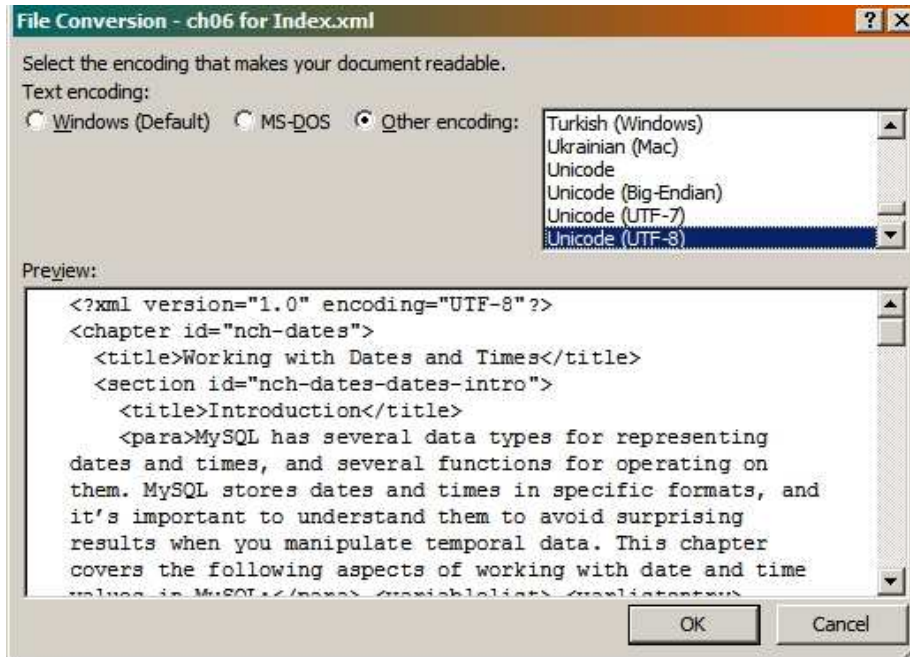 File Conversion - ch06 for Index.xml
Select the encoding that makes your document readable.
Text encoding:
Windows (Default) MS-DOS Other encoding:
Turkish (Windows)
Ukrainian (Mac)
Unicode
Unicode (Big-Endian)
Unicode (UTF-7)
Unicode (UTF-8)
Preview:
<?xml version="1.0" encoding="UTF-8"?>
<chapter id="nch-dates">
<title>Working with Dates and Times</title>
<section id="nch-dates-dates-intro">
<title>Introduction</title>
<para>MySQL has several data types for representing
dates and times, and several functions for operating on
them. MySQL stores dates and times in specific formats, and
it's important to understand them to avoid surprising
results when you manipulate temporal data. This chapter
covers the following aspects of working with date and time
values in MySQL:</para> <variablelist> <varlistentry>
OK Cancel